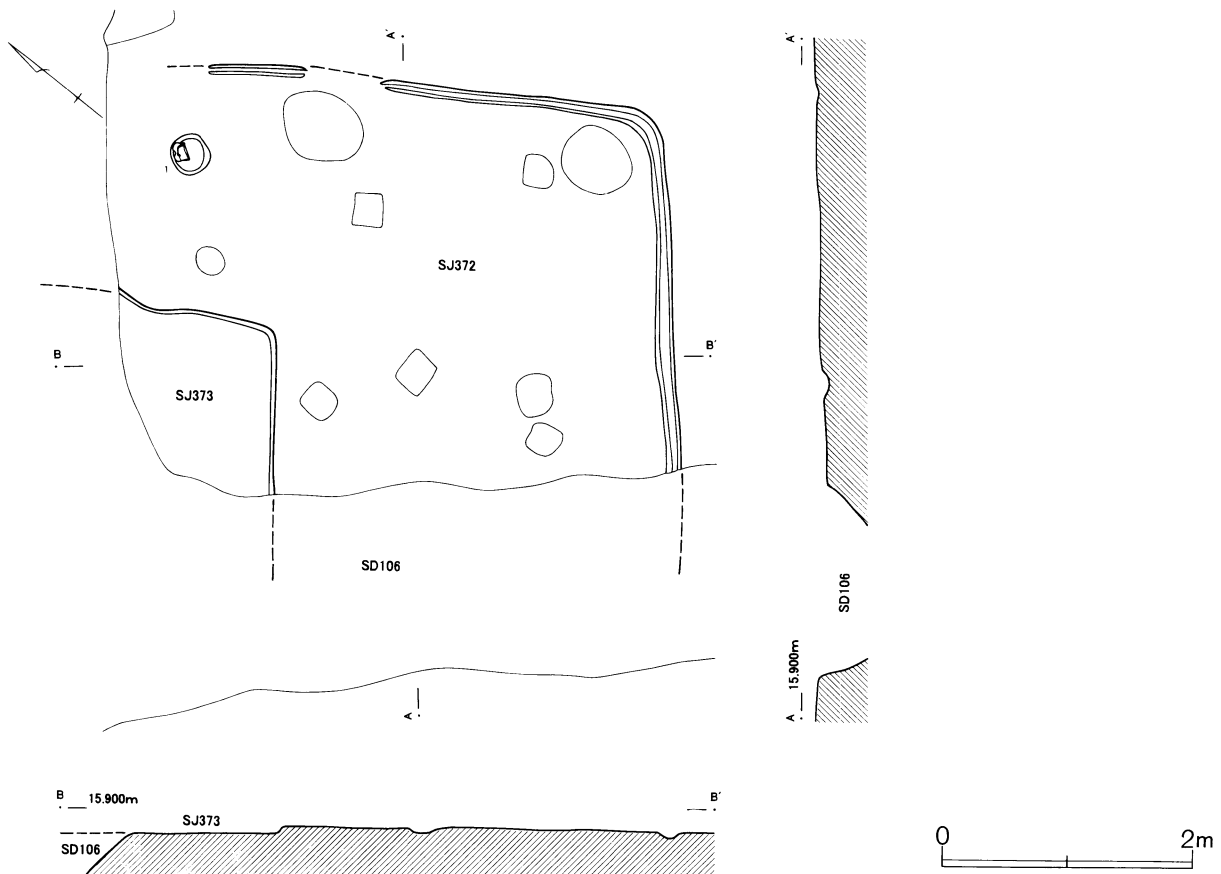 A'
A'
1
SJ372
B
B'
SJ373
SD106
SD106
A
A 15.900m
B 15.900m
B'
SJ373
SD106
0 2m